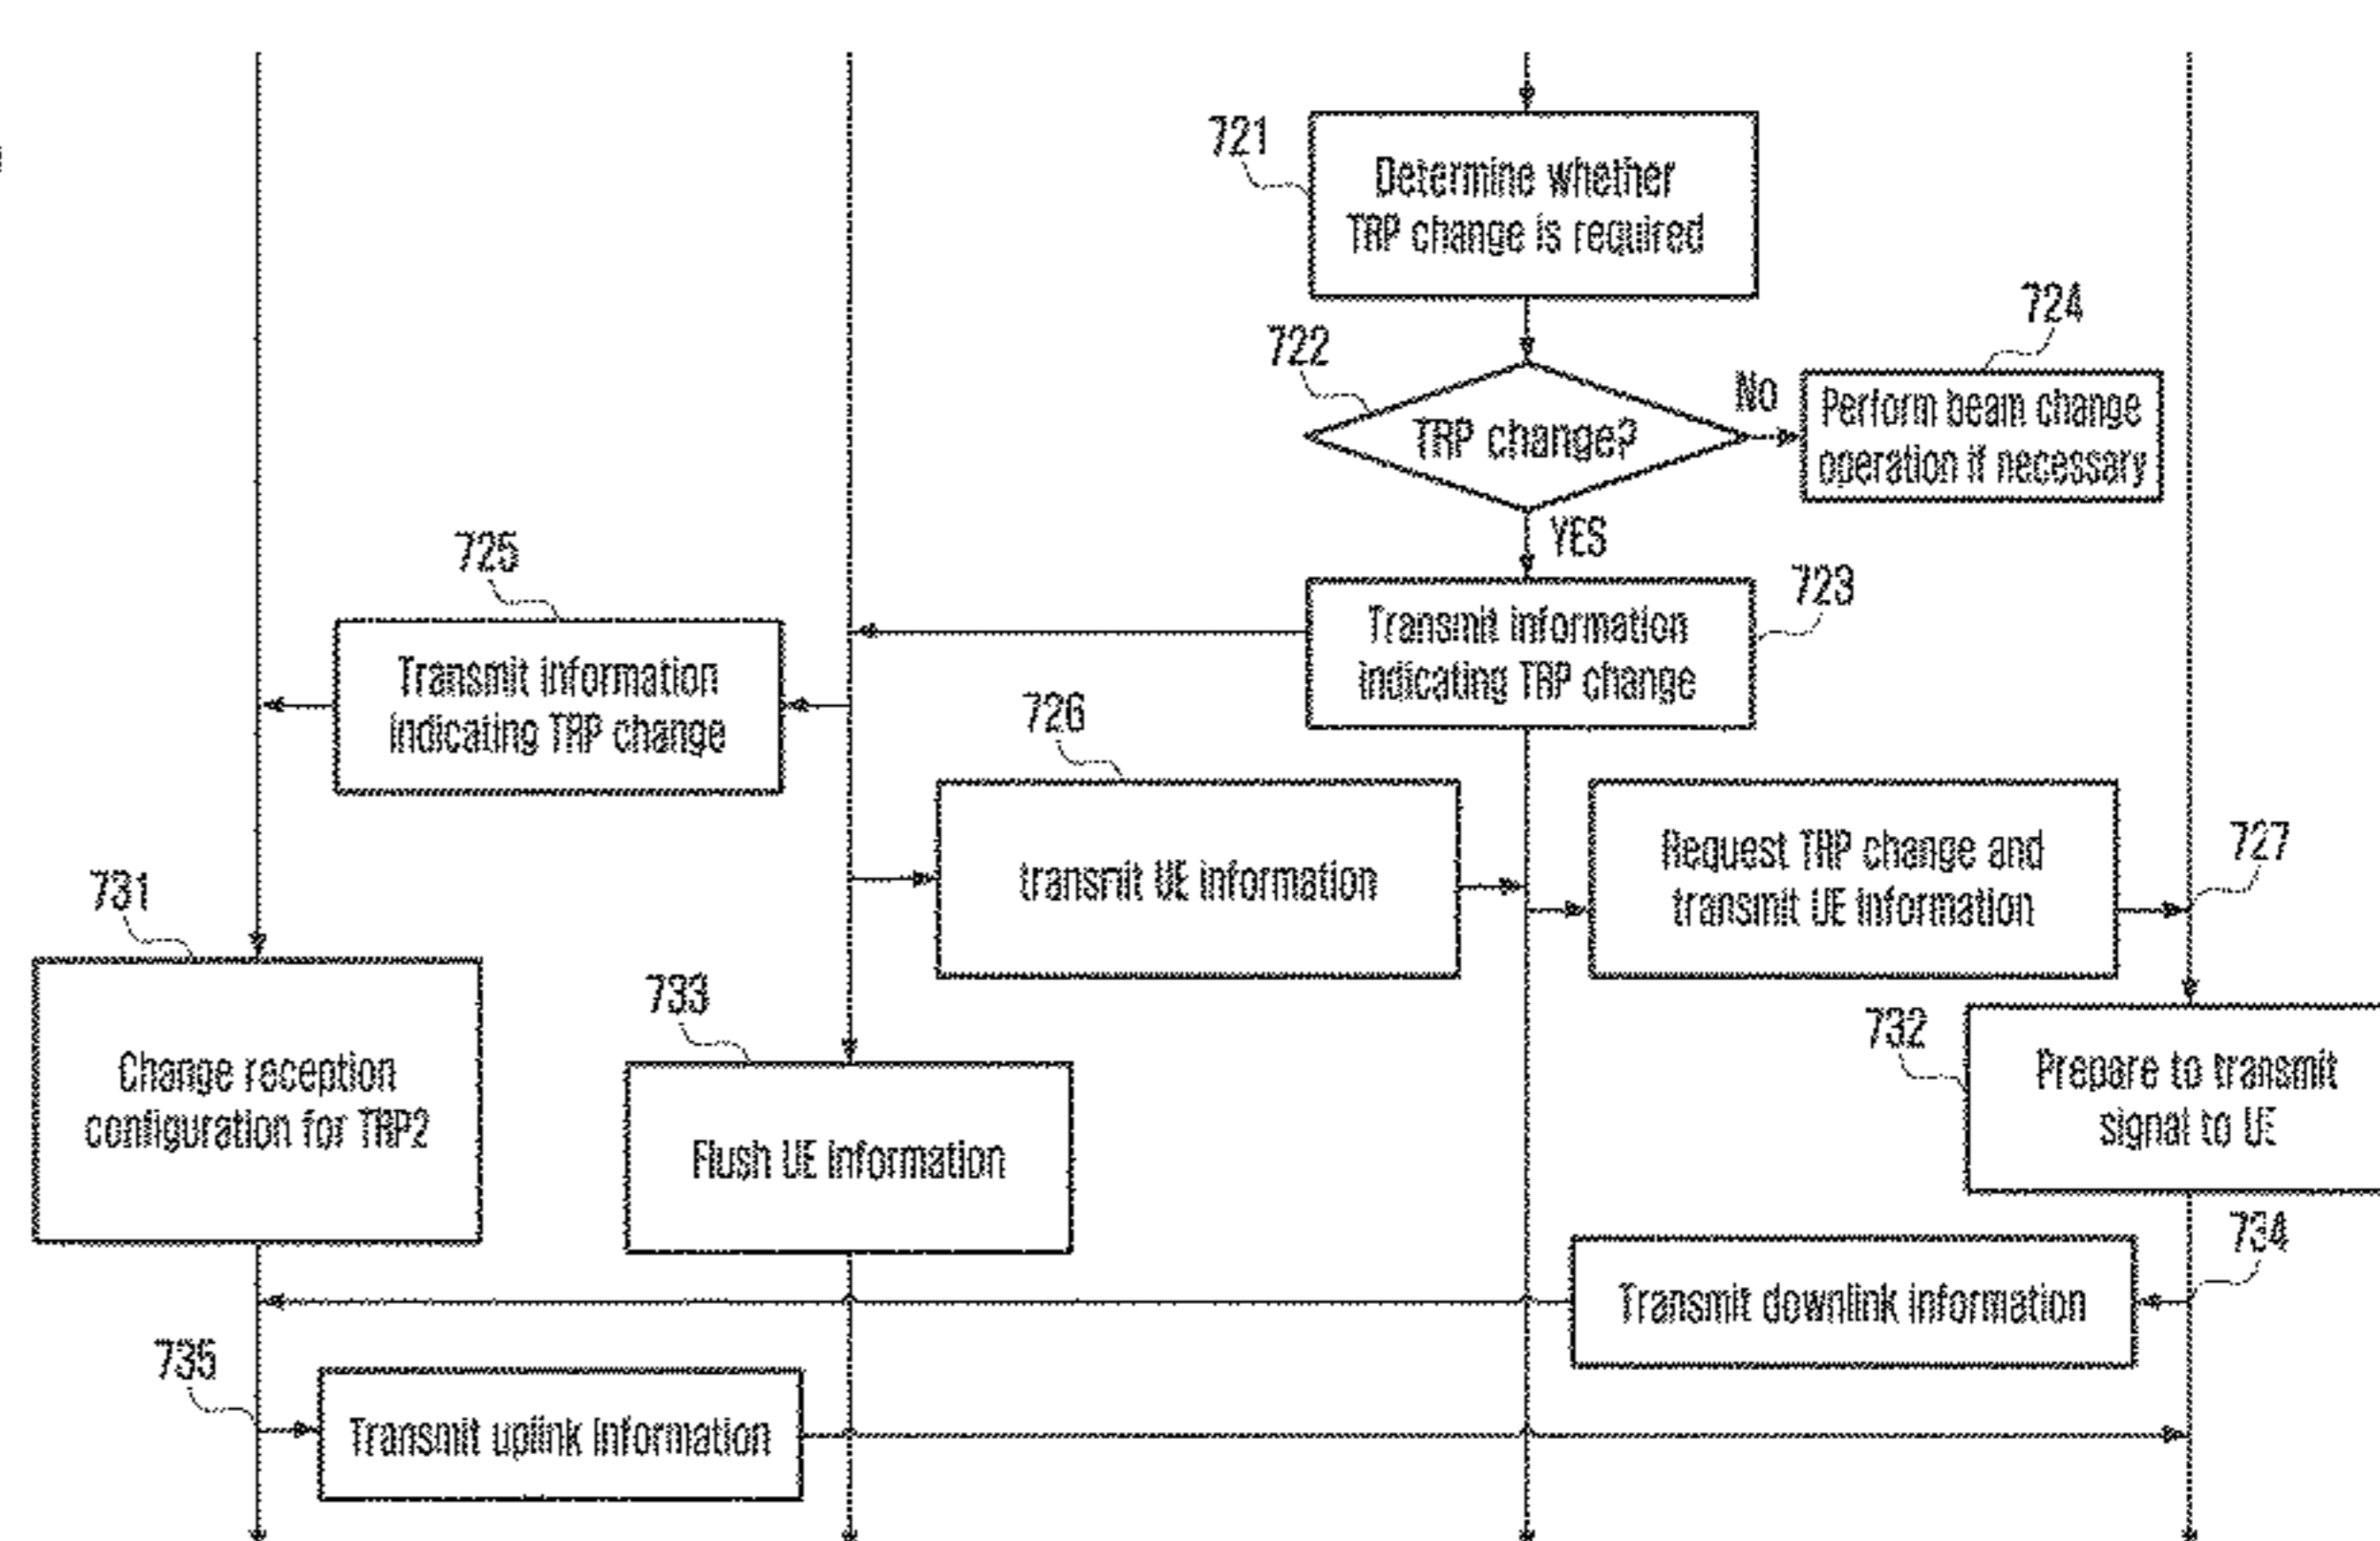 721
Determine whether
TRP change is required
724
722
No
Perform beam change
operation if necessary
TRP change?
YES
725
723
Transmit information
indicating TRP change
Transmit information
indicating TRP change
726
727
transmit UE information
Request TRP change and
transmit UE information
731
733
732
Change reception
configuration for TRP2
Prepare to transmit
signal to UE
Flush UE information
734
Transmit downlink information
735
Transmit uplink information